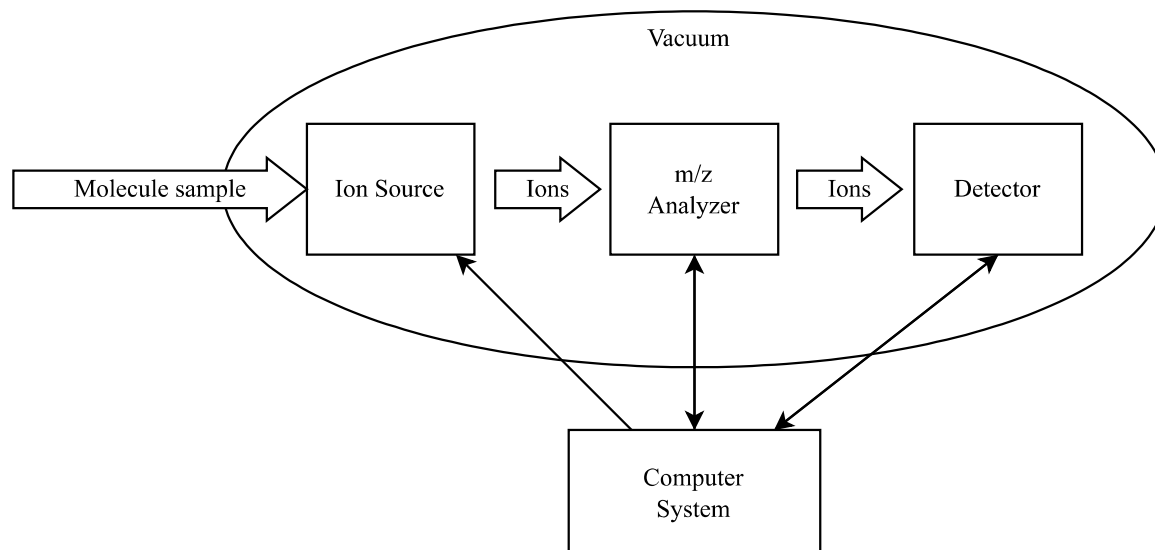 Vacuum
Molecule sample
Ion Source
Ions
m/z
Analyzer
Ions
Detector
Computer
System